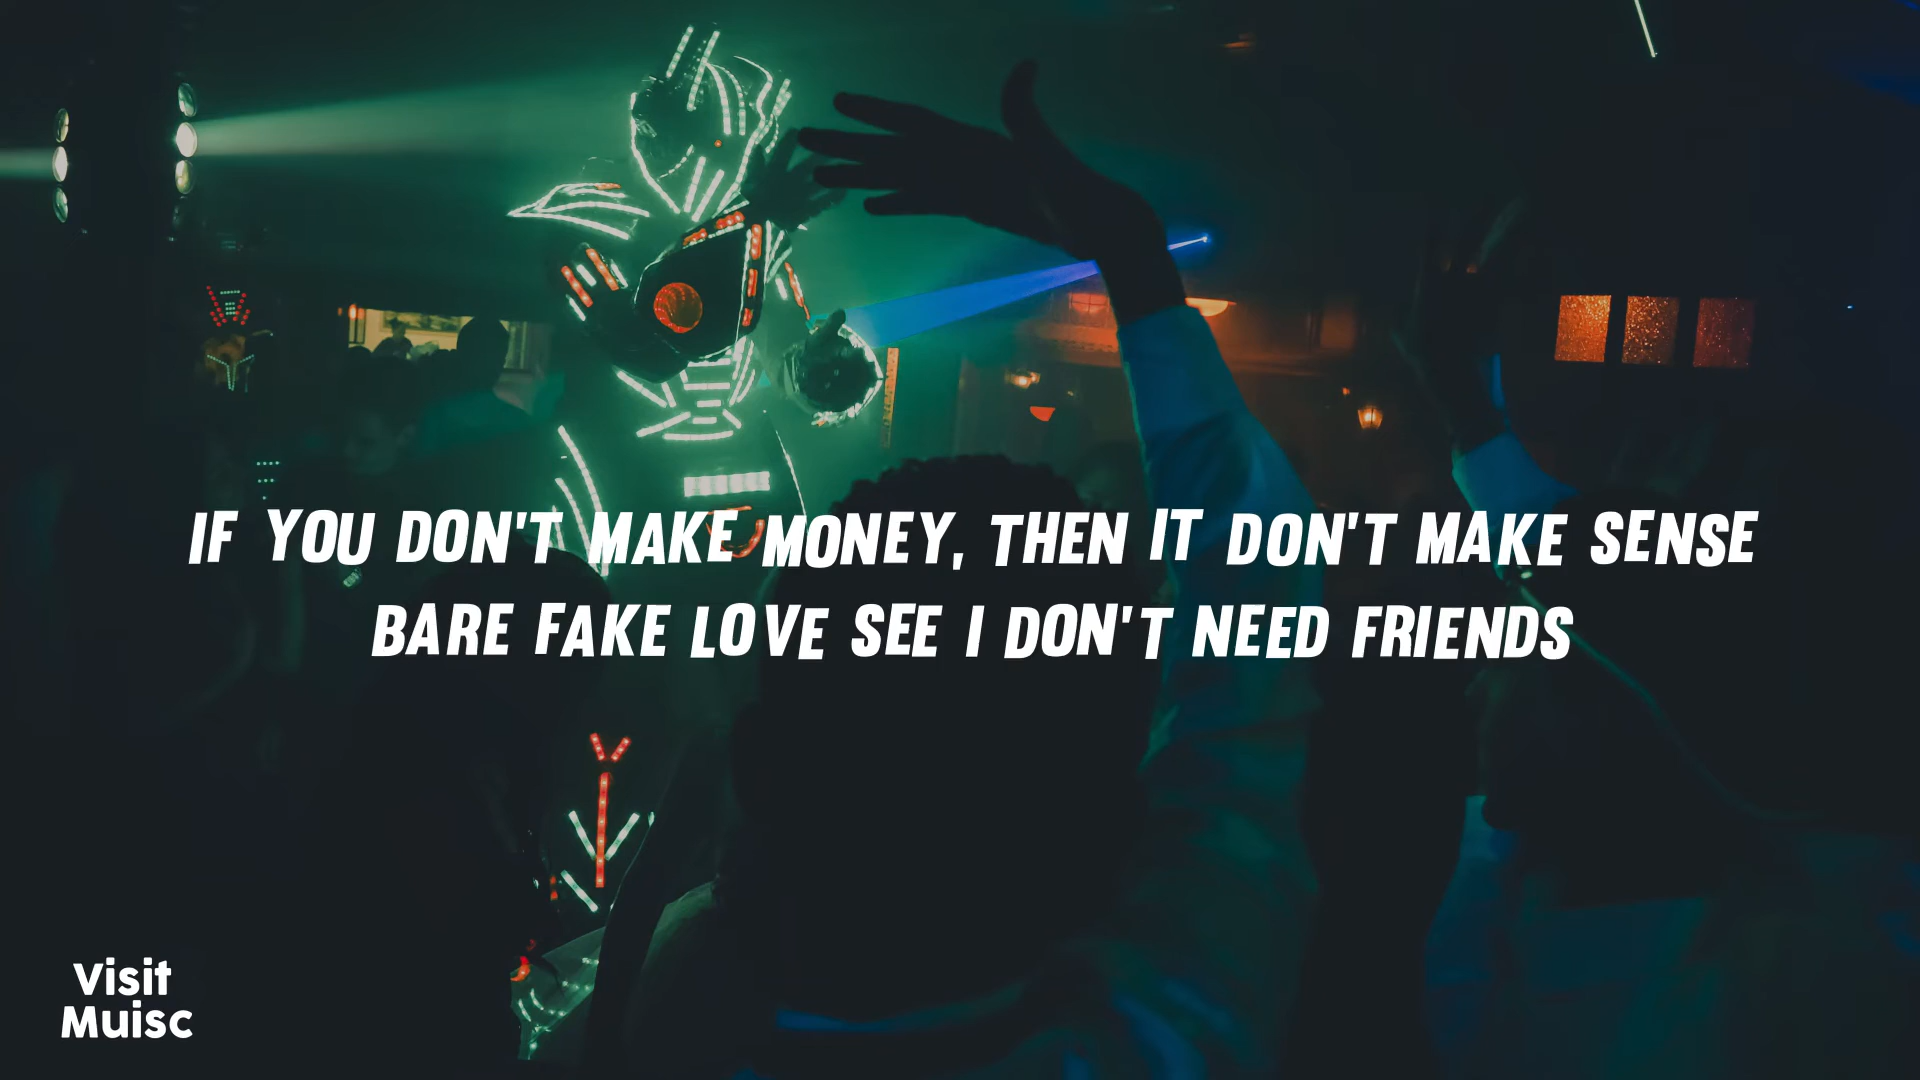 IF YOU DON'T MAKE MONEY, THEN IT DON'T MAKE SENSE
BARE FAKE LOVE SEE I DON'T NEED FRIENDS
Visit
Muisc